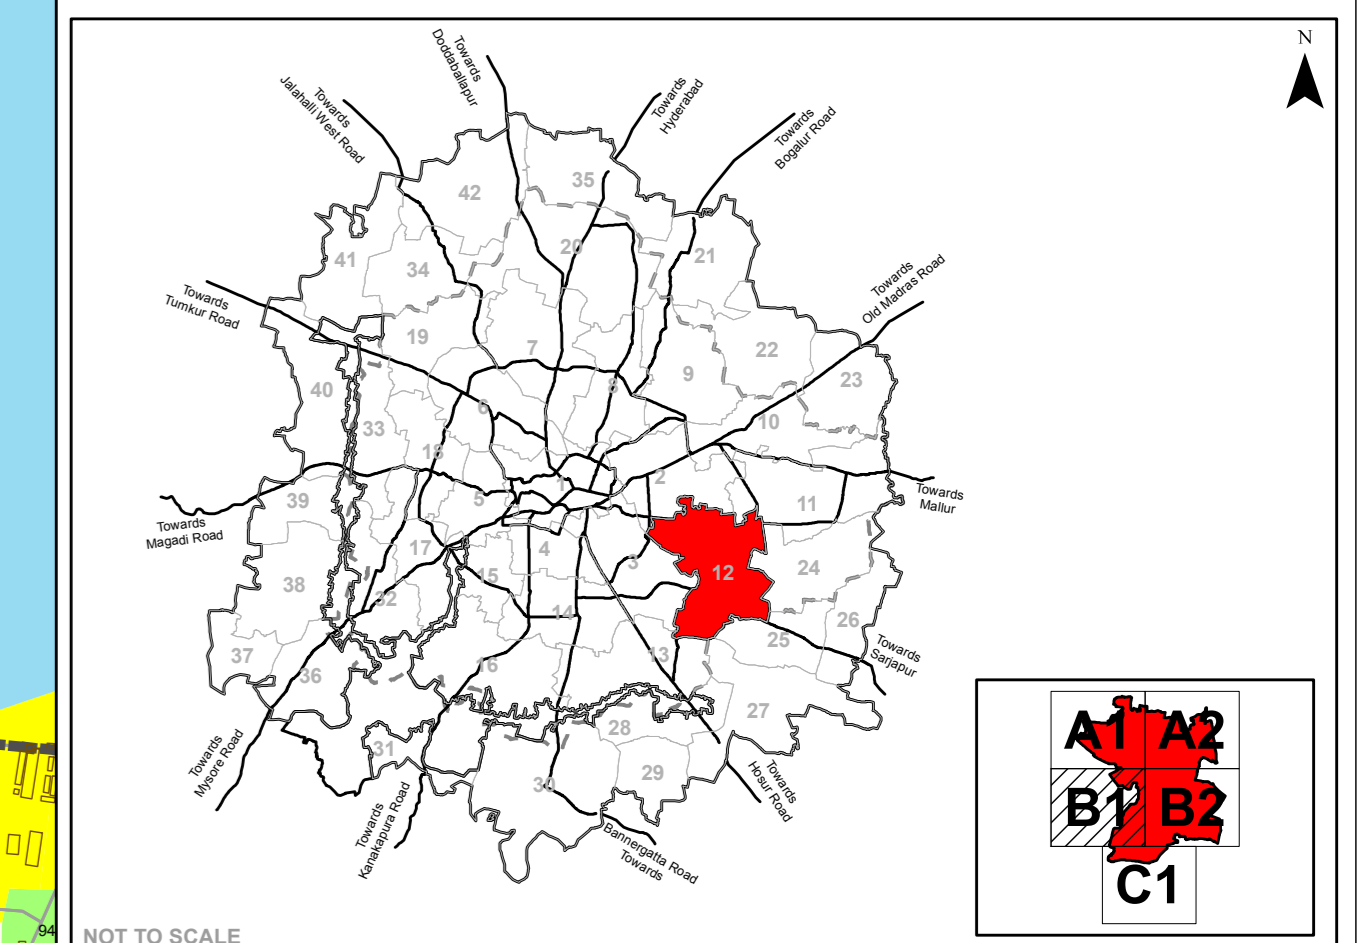 N
Towards
Doddaballapur
Towards
Jalahalli West Road
Towards
Hyderabad
Towards
Bogalur Road
42
35
20
21
41
34
Towards
Tumkur Road
Towards
Old Madras Road
19
7
22
23
40
9
8
6
10
33
18
2
1
5
39
11
Towards
Mallur
Towards
Magadi Road
17
4
3
12
24
38
15
32
14
26
25
37
36
16
13
Towards
Sarjapur
27
28
31
29
30
Towards
Mysore Road
Towards
Kanakapura Road
Bannergatta Road
Towards
Towards
Hosur Road
A1
A2
B1
B2
C1
94
NOT TO SCALE